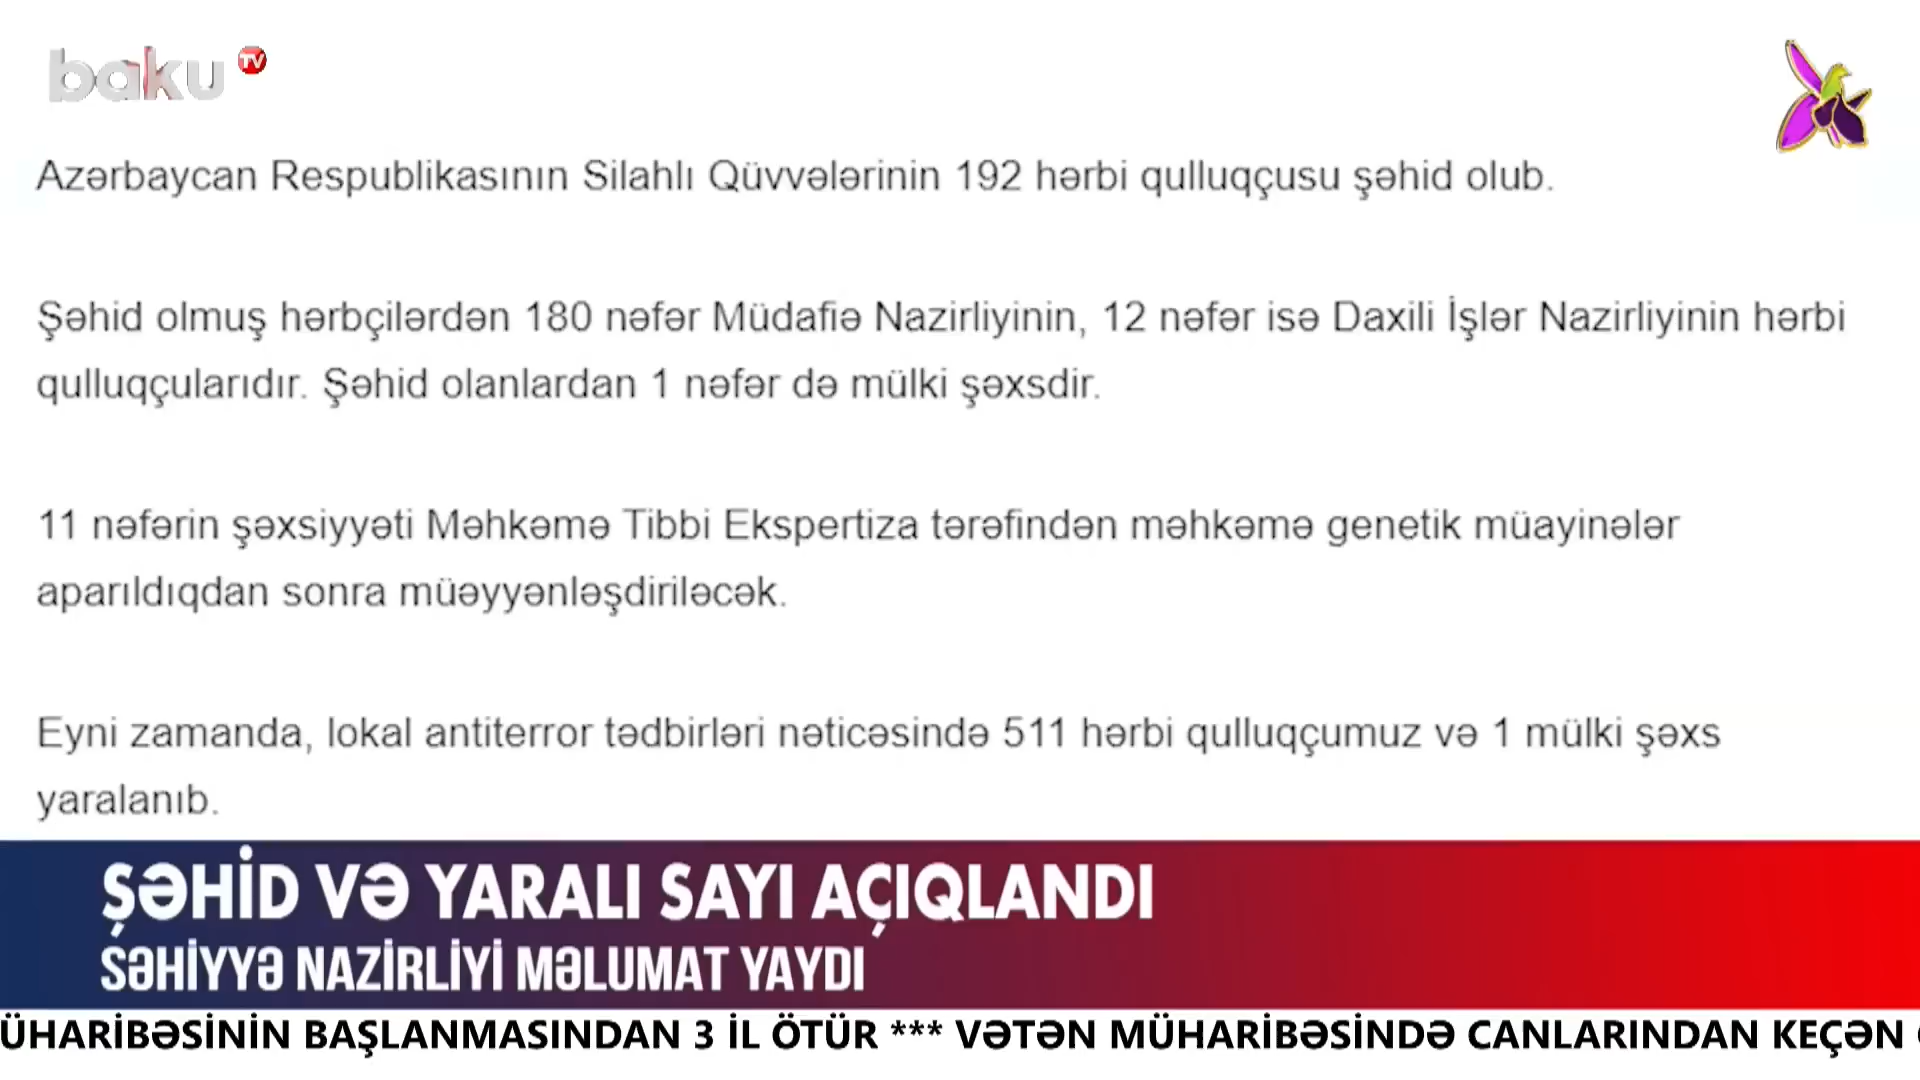 baku TV
Azərbaycan Respublikasının Silahlı Qüvvələrinin 192 hərbi qulluqçusu şəhid olub.
Şəhid olmuş hərbçilərdən 180 nəfər Müdafiə Nazirliyinin, 12 nəfər isə Daxili İşlər Nazirliyinin hərbi
qulluqçularıdır. Şəhid olanlardan 1 nəfər də mülki şəxsdir.
11 nəfərin şəxsiyyəti Məhkəmə Tibbi Ekspertiza tərəfindən məhkəmə genetik müayinələr
aparıldıqdan sonra müəyyənləşdiriləcək.
Eyni zamanda, lokal antiterror tədbirləri nəticəsində 511 hərbi qulluqçumuz və 1 mülki şəxs
yaralanıb.
ŞƏHİD VƏ YARALI SAYI AÇIQLANDI
SƏHİYYƏ NAZİRLİYİ MƏLUMAT YAYDI
ÜHARİBƏSİNİN BAŞLANMASINDAN 3 İL ÖTÜR *** VƏTƏN MÜHARİBƏSİNDƏ CANLARINDAN KEÇƏN